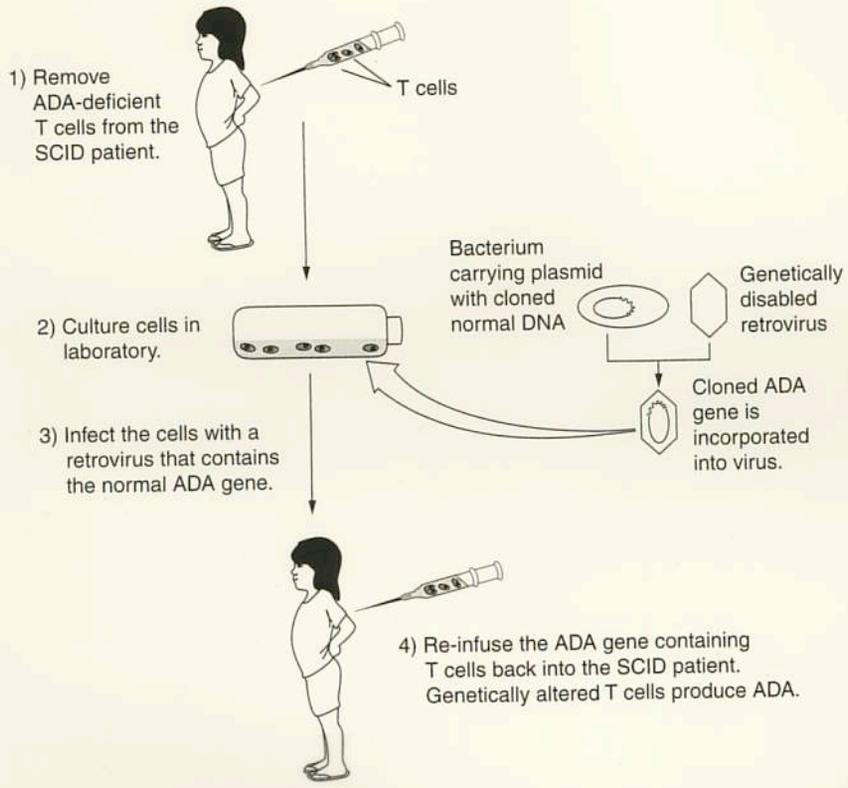 1) Remove
ADA-deficient
T cells from the
SCID patient.
T cells
Bacterium
carrying plasmid
with cloned
normal DNA
Genetically
disabled
retrovirus
2) Culture cells in
laboratory.
Cloned ADA
gene is
incorporated
into virus.
3) Infect the cells with a
retrovirus that contains
the normal ADA gene.
4) Re-infuse the ADA gene containing
T cells back into the SCID patient.
Genetically altered T cells produce ADA.